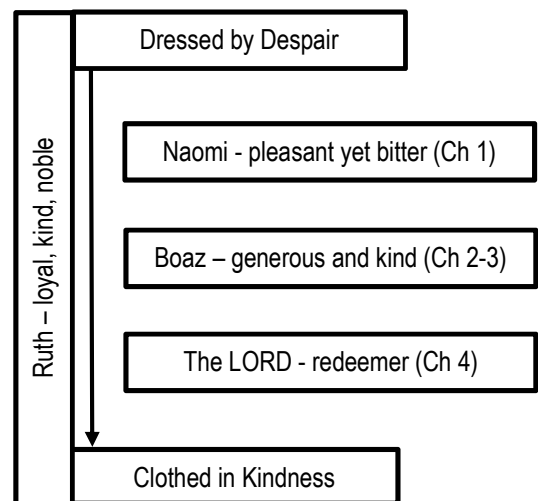 Dressed by Despair
Ruth – loyal, kind, noble
Naomi - pleasant yet bitter (Ch 1)
Boaz – generous and kind (Ch 2-3)
The LORD - redeemer (Ch 4)
Clothed in Kindness